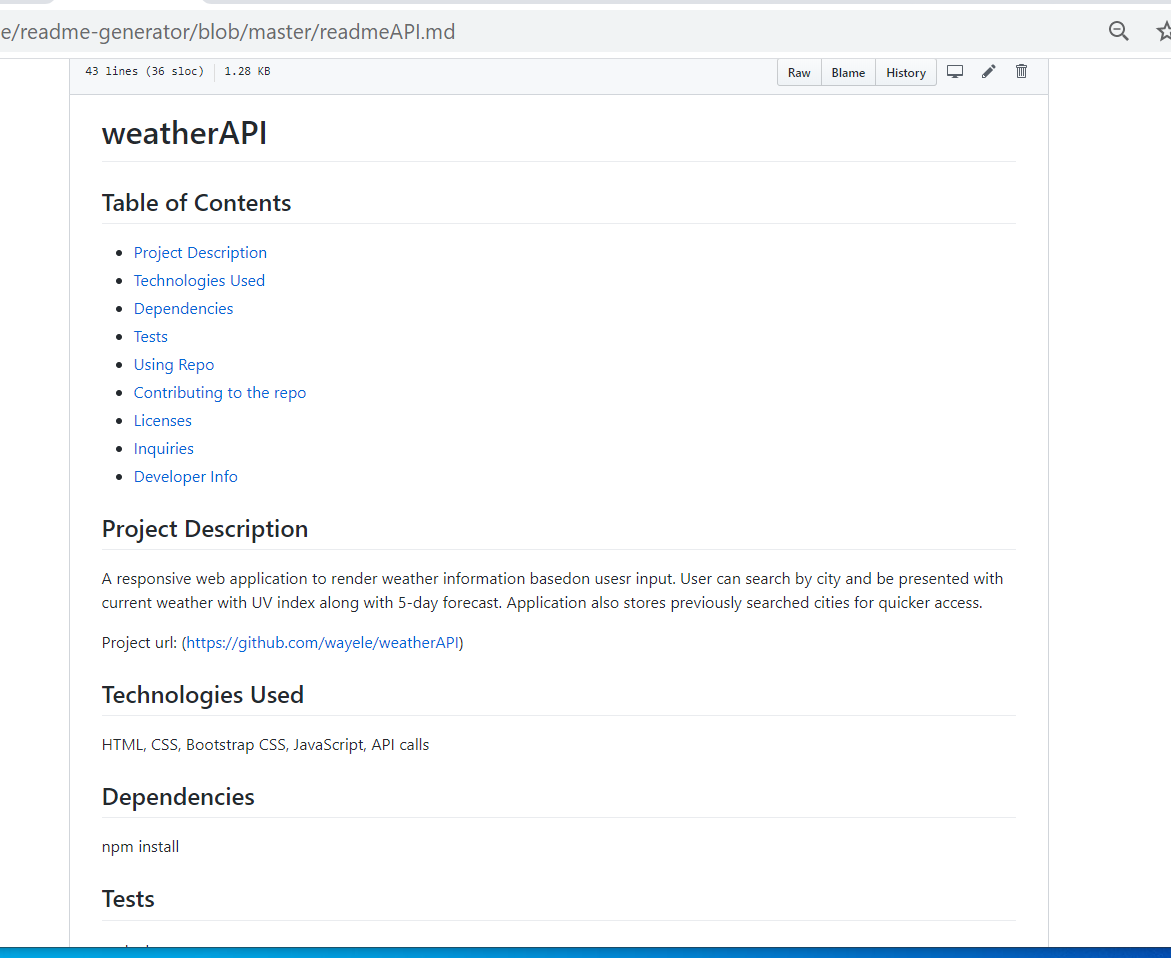 e/readme-generator/blob/master/readmeAPI.md
43 lines (36 sloc) 1.28 KB
Raw Blame History
weatherAPI
Table of Contents
Project Description
Technologies Used
Dependencies
Tests
Using Repo
Contributing to the repo
Licenses
Inquiries
Developer Info
Project Description
A responsive web application to render weather information basedon usesr input. User can search by city and be presented with
current weather with UV index along with 5-day forecast. Application also stores previously searched cities for quicker access.
Project url: (https://github.com/wayele/weatherAPI)
Technologies Used
HTML, CSS, Bootstrap CSS, JavaScript, API calls
Dependencies
npm install
Tests